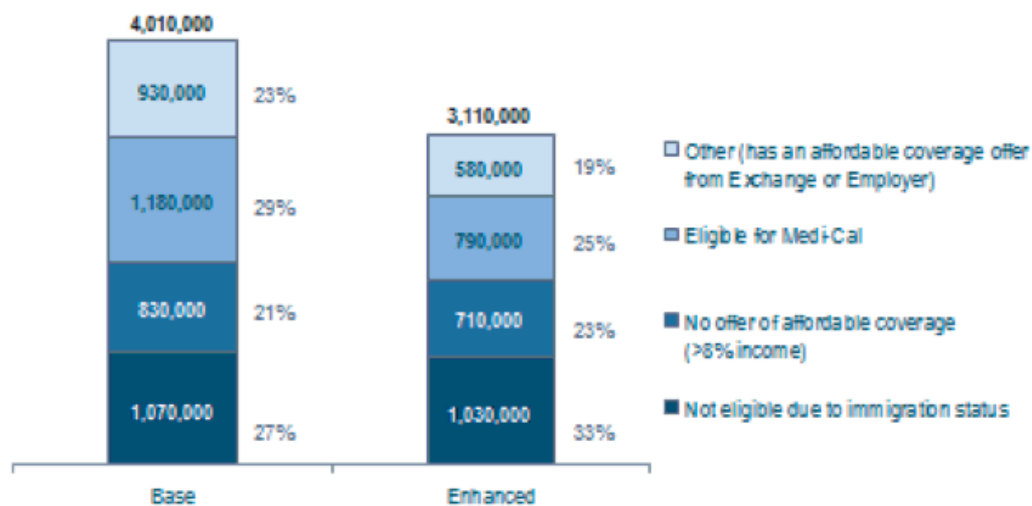 4,010,000
930,000
23%
1,180,000
29%
830,000
21%
1,070,000
27%
3,110,000
580,000
19%
790,000
25%
710,000
23%
1,030,000
33%
Other (has an affordable coverage offer
from Exchange or Employer)
Eligible for Medi-Cal
No offer of affordable coverage
(>8% income)
Not eligible due to immigration status
Base
Enhanced